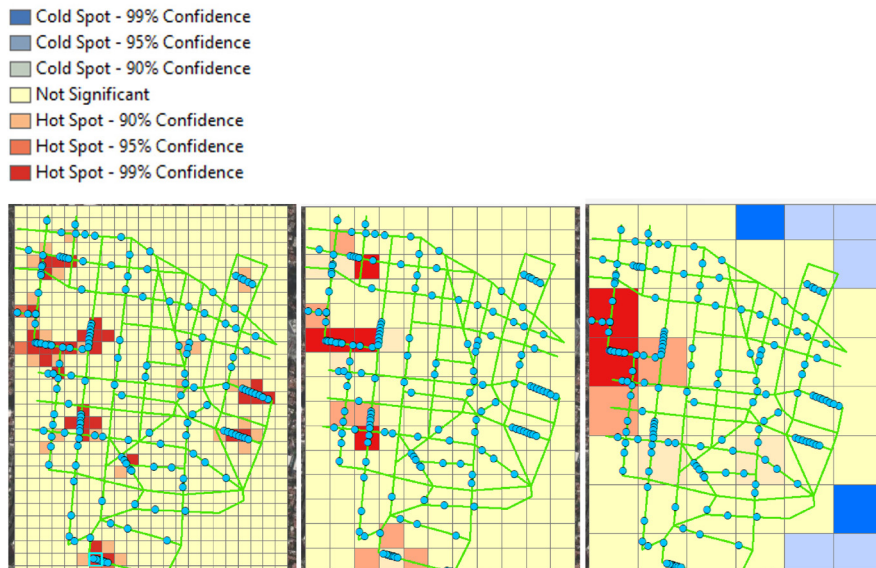 Cold Spot - 99% Confidence
Cold Spot - 95% Confidence
Cold Spot - 90% Confidence
Not Significant
Hot Spot - 90% Confidence
Hot Spot - 95% Confidence
Hot Spot - 99% Confidence